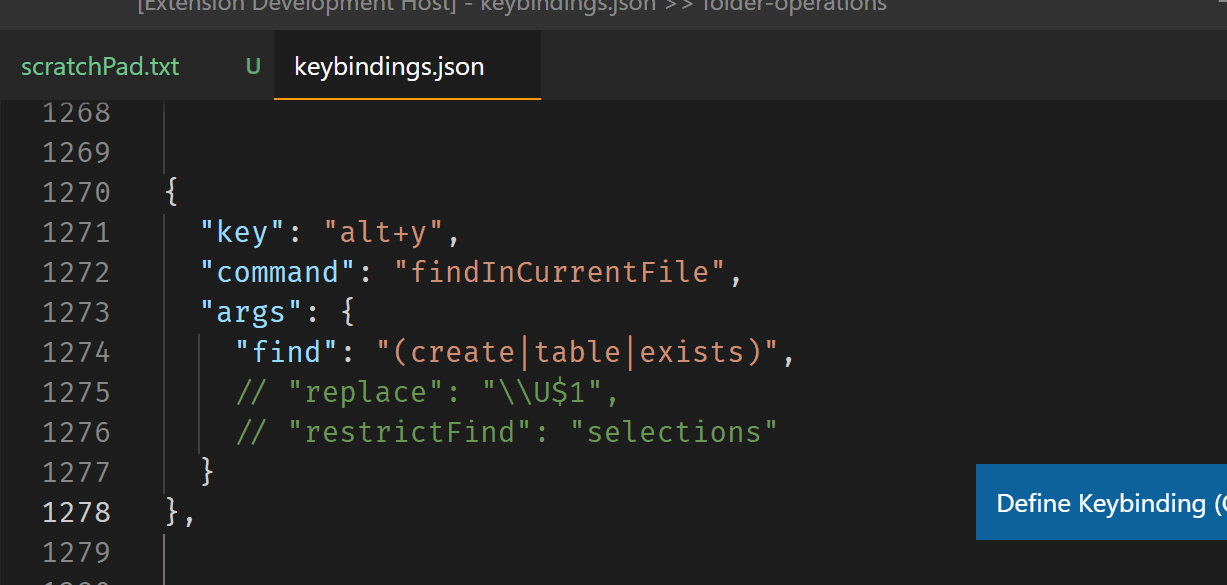 [Extension Development Host] - keybindings.json >> folder-operations
scratchPad.txt U keybindings.json
1268
1269
1270 {
1271 "key": "alt+y",
1272 "command": "findInCurrentFile",
1273 "args": {
1274 "find": "(create|table|exists)",
1275 // "replace": "\\U$1",
1276 // "restrictFind": "selections"
1277 }
1278 },
1279
Define Keybinding (